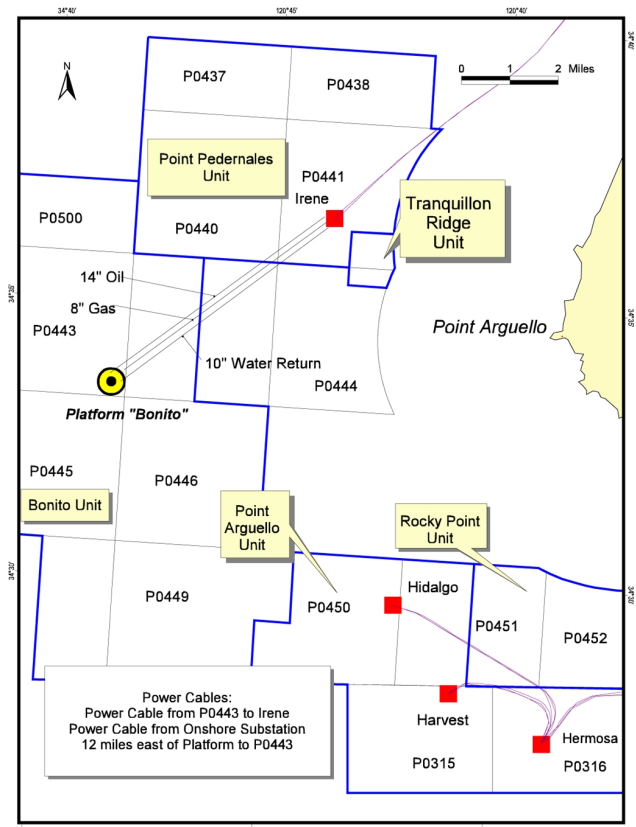 34°40'
120°45'
120°40'
34°40'
N
0 1 2 Miles
P0437
P0438
Point Pedernales
Unit
P0441
Irene
Tranquillon
Ridge
Unit
P0500
P0440
14" Oil
34°35'
8" Gas
34°35'
P0443
Point Arguello
10" Water Return
P0444
Platform "Bonito"
P0445
P0446
Bonito Unit
Point
Arguello
Unit
Rocky Point
Unit
34°30'
Hidalgo
34°30'
P0449
P0450
P0451
P0452
Power Cables:
Power Cable from P0443 to Irene
Power Cable from Onshore Substation
12 miles east of Platform to P0443
Harvest
Hermosa
P0315
P0316